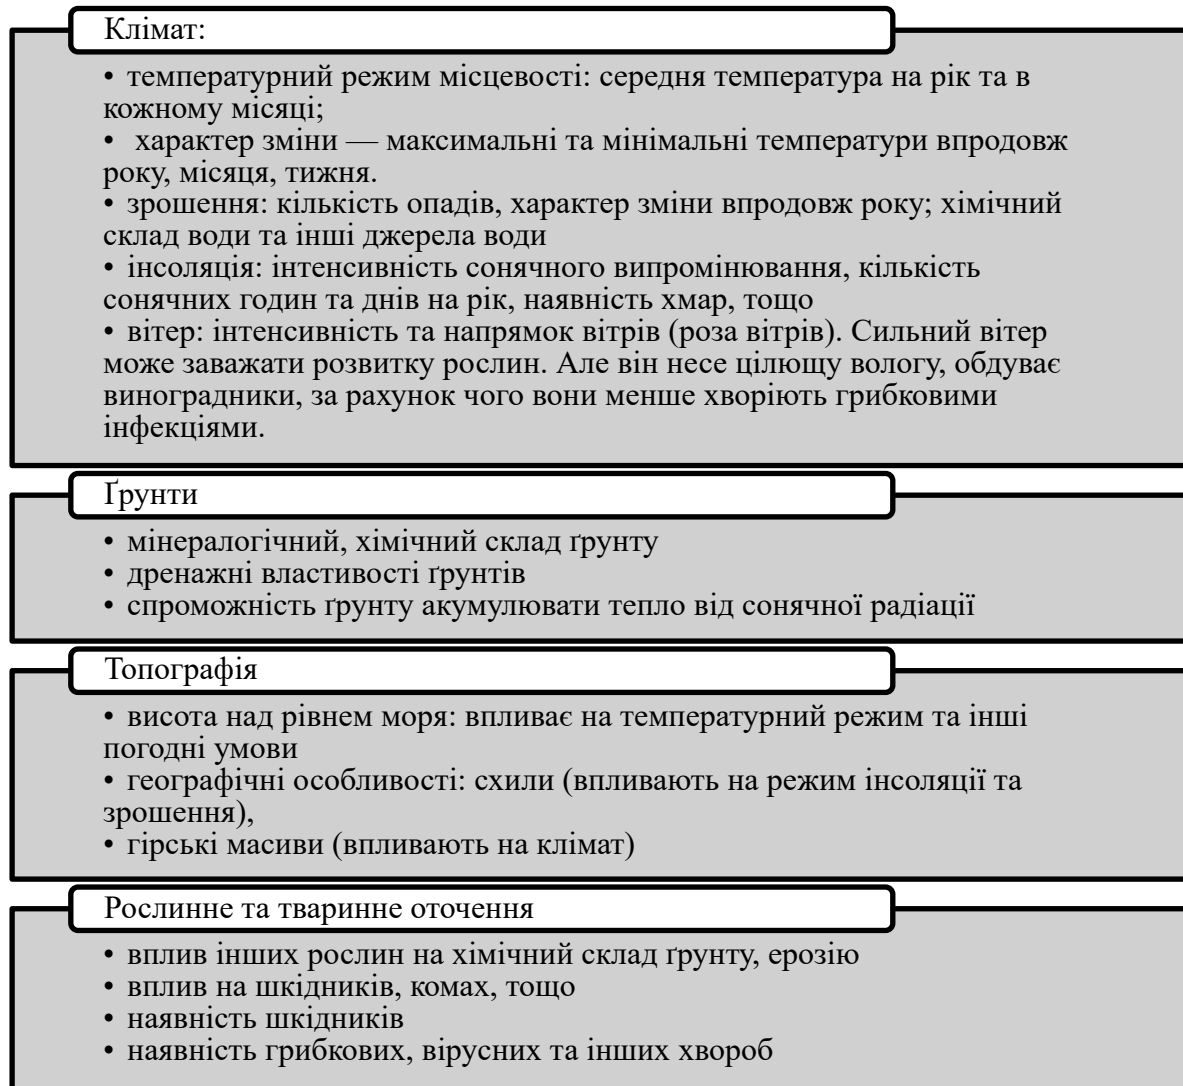 Клімат:
• температурний режим місцевості: середня температура на рік та в
кожному місяці;
• характер зміни — максимальні та мінімальні температури впродовж
року, місяця, тижня.
• зрошення: кількість опадів, характер зміни впродовж року; хімічний
склад води та інші джерела води
• інсоляція: інтенсивність сонячного випромінювання, кількість
сонячних годин та днів на рік, наявність хмар, тощо
• вітер: інтенсивність та напрямок вітрів (роза вітрів). Сильний вітер
може заважати розвитку рослин. Але він несе цілющу вологу, обдуває
виноградники, за рахунок чого вони менше хворіють грибковими
інфекціями.
Ґрунти
• мінералогічний, хімічний склад ґрунту
• дренажні властивості ґрунтів
• спроможність ґрунту акумулювати тепло від сонячної радіації
Топографія
• висота над рівнем моря: впливає на температурний режим та інші
погодні умови
• географічні особливості: схили (впливають на режим інсоляції та
зрошення),
• гірські масиви (впливають на клімат)
Рослинне та тваринне оточення
• вплив інших рослин на хімічний склад ґрунту, ерозію
• вплив на шкідників, комах, тощо
• наявність шкідників
• наявність грибкових, вірусних та інших хвороб